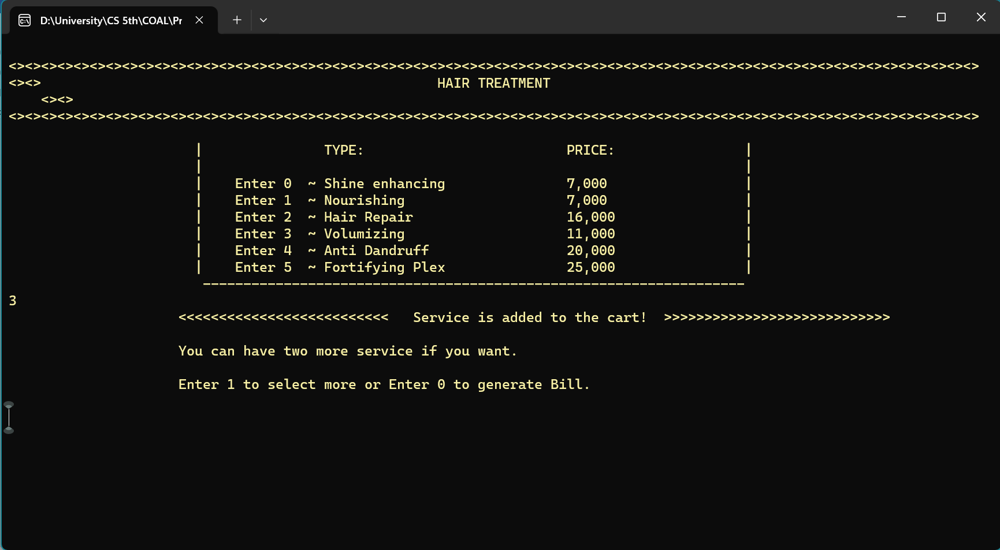 D:\University\CS 5th\COAL\Pr
<><><><><><><><><><><><><><><><><><><><><><><><><><><><><><><><><><><><><><><><><><><><><><><><><><><><><><><><><><><><>
<><> HAIR TREATMENT
<><>
<><><><><><><><><><><><><><><><><><><><><><><><><><><><><><><><><><><><><><><><><><><><><><><><><><><><><><><><><><><><>
| TYPE: PRICE: |
| |
| Enter 0 ~ Shine enhancing 7,000 |
| Enter 1 ~ Nourishing 7,000 |
| Enter 2 ~ Hair Repair 16,000 |
| Enter 3 ~ Volumizing 11,000 |
| Enter 4 ~ Anti Dandruff 20,000 |
| Enter 5 ~ Fortifying Plex 25,000 |
-------------------------------------------------------------------
3
<<<<<<<<<<<<<<<<<<<<<<<<<< Service is added to the cart! >>>>>>>>>>>>>>>>>>>>>>>>>>>>
You can have two more service if you want.
Enter 1 to select more or Enter 0 to generate Bill.